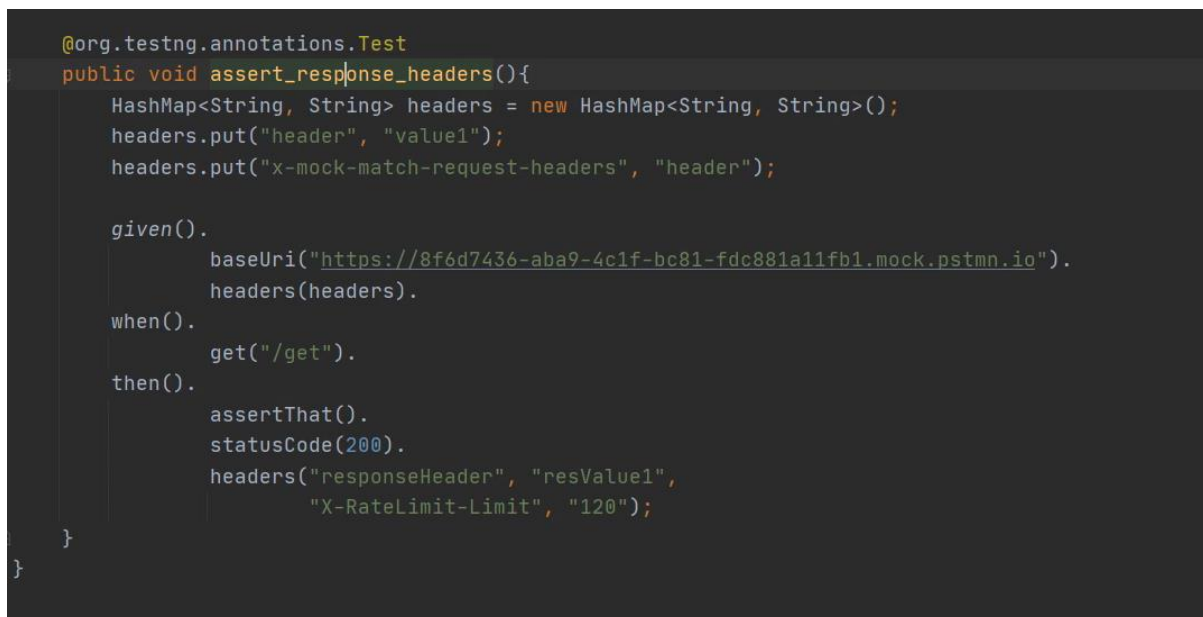 @org.testng.annotations.Test
public void assert_response_headers(){
HashMap<String, String> headers = new HashMap<String, String>();
headers.put("header", "value1");
headers.put("x-mock-match-request-headers", "header");
given().
baseUri("https://8f6d7436-aba9-4c1f-bc81-fdc881a11fb1.mock.pstmn.io").
headers(headers).
when().
get("/get").
then().
assertThat().
statusCode(200).
headers("responseHeader", "resValue1",
"X-RateLimit-Limit", "120");
}
}